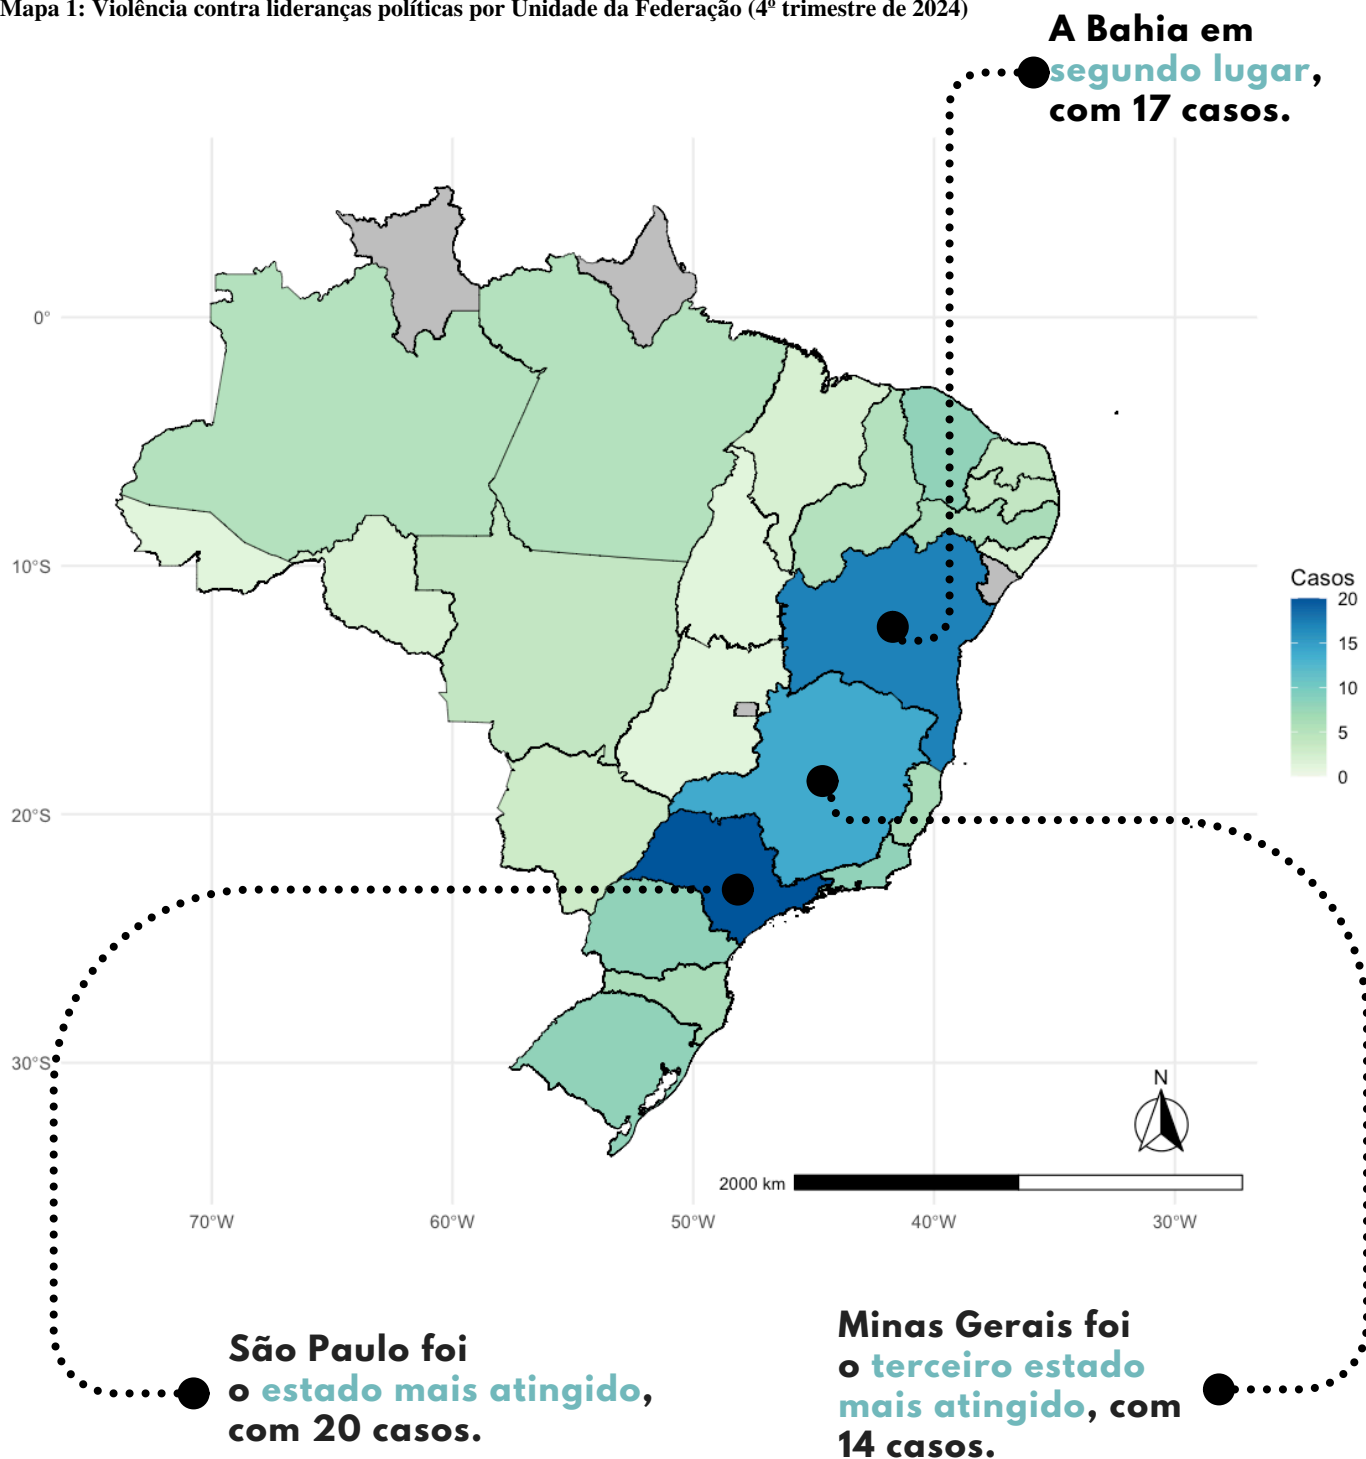 Mapa 1: Violência contra lideranças políticas por Unidade da Federação (4º trimestre de 2024)
A Bahia em
segundo lugar,
com 17 casos.
0°
10°S
20°S
30°S
Casos
20
15
10
5
0
N
2000 km
70°W
60°W
50°W
40°W
30°W
São Paulo foi
o estado mais atingido,
com 20 casos.
Minas Gerais foi
o terceiro estado
mais atingido, com
14 casos.